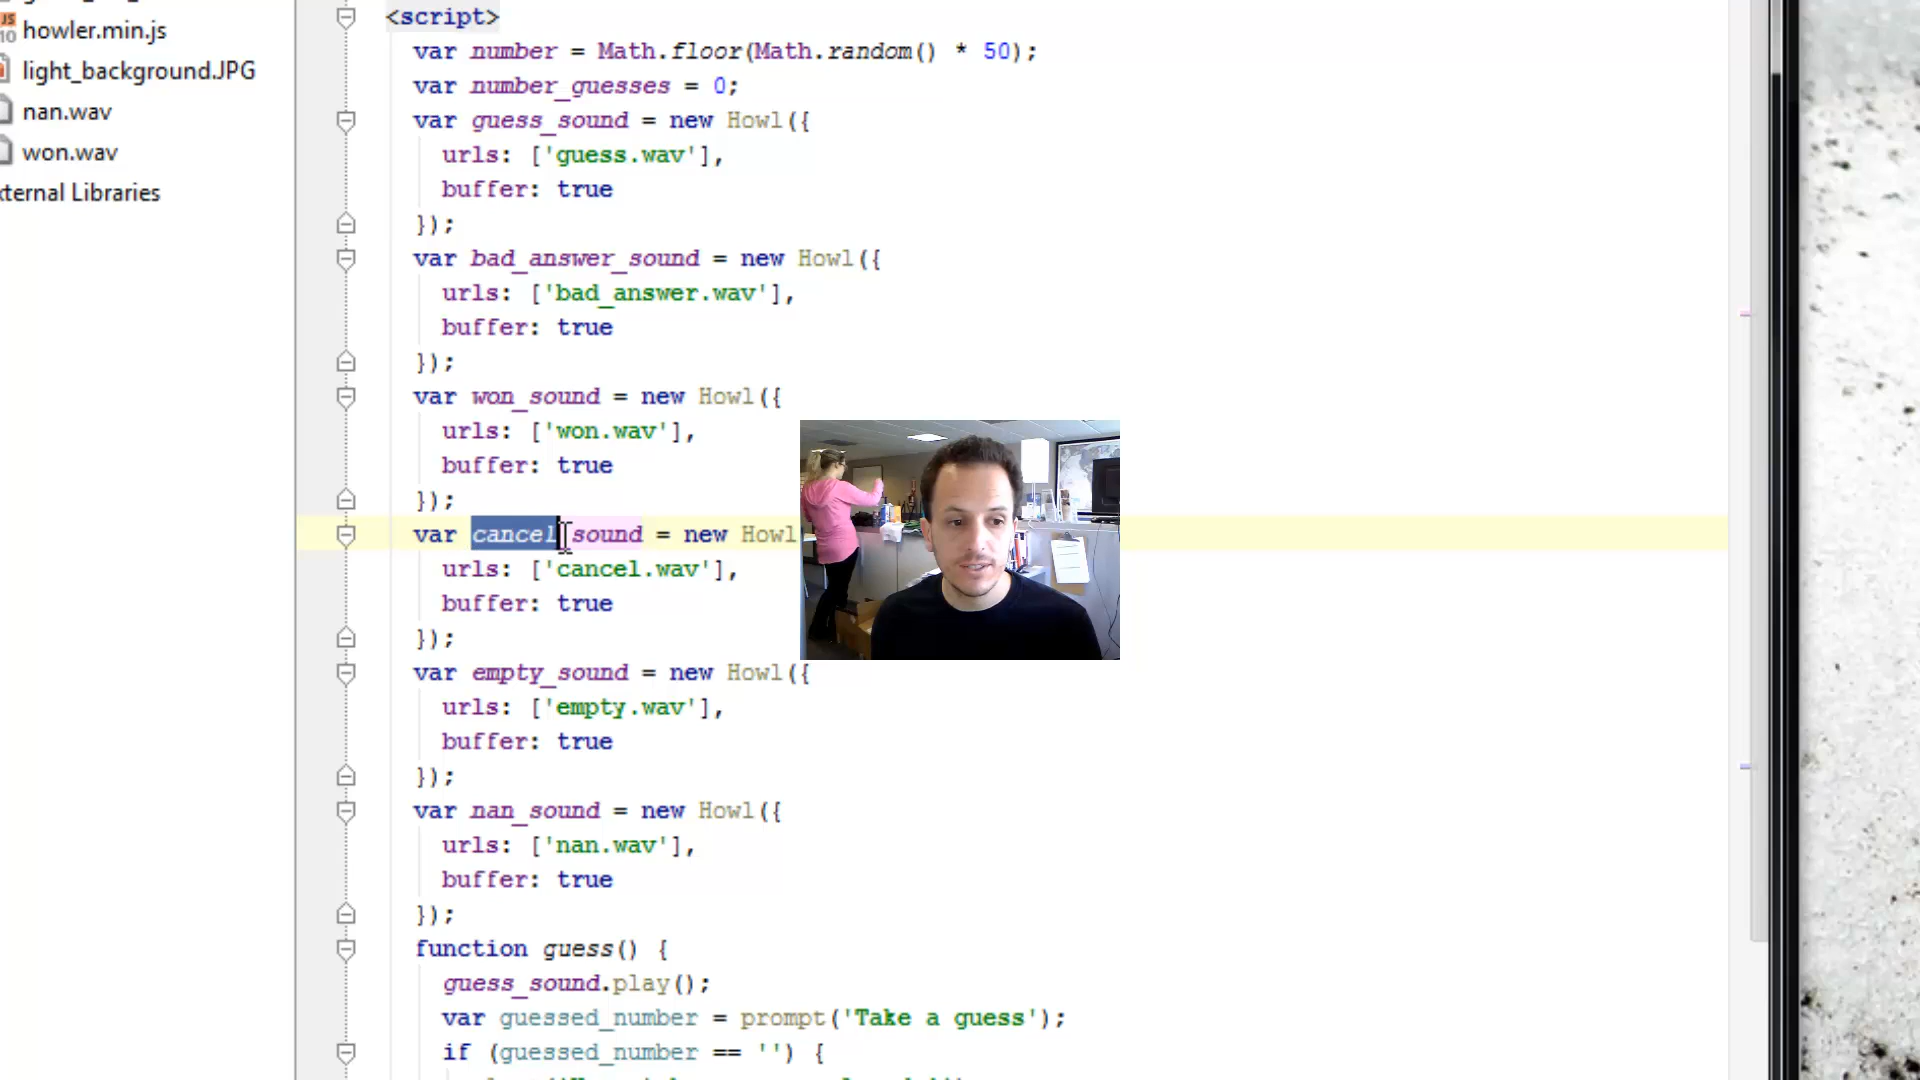 howler.min.js
light_background.JPG
nan.wav
won.wav
External Libraries
<script>
var number = Math.floor(Math.random() * 50);
var number_guesses = 0;
var guess_sound = new Howl({
urls: ['guess.wav'],
buffer: true
});
var bad_answer_sound = new Howl({
urls: ['bad_answer.wav'],
buffer: true
});
var won_sound = new Howl({
urls: ['won.wav'],
buffer: true
});
var cancel_sound = new Howl
urls: ['cancel.wav'],
buffer: true
});
var empty_sound = new Howl({
urls: ['empty.wav'],
buffer: true
});
var nan_sound = new Howl({
urls: ['nan.wav'],
buffer: true
});
function guess() {
guess_sound.play();
var guessed_number = prompt('Take a guess');
if (guessed_number == '') {